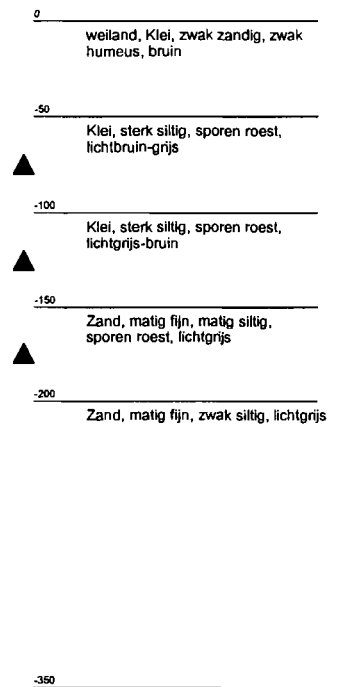 0
weiland, Klei, zwak zandig, zwak
humeus, bruin
-50
Klei, sterk siltig, sporen roest,
lichtbruin-grijs
-100
Klei, sterk siltig, sporen roest,
lichtgrijs-bruin
-150
Zand, matig fijn, matig siltig,
sporen roest, lichtgrijs
-200
Zand, matig fijn, zwak siltig, lichtgrijs
-350